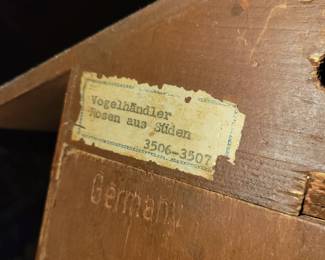 Vogelhändler
Rosen aus Süden
3506-3507
Germany